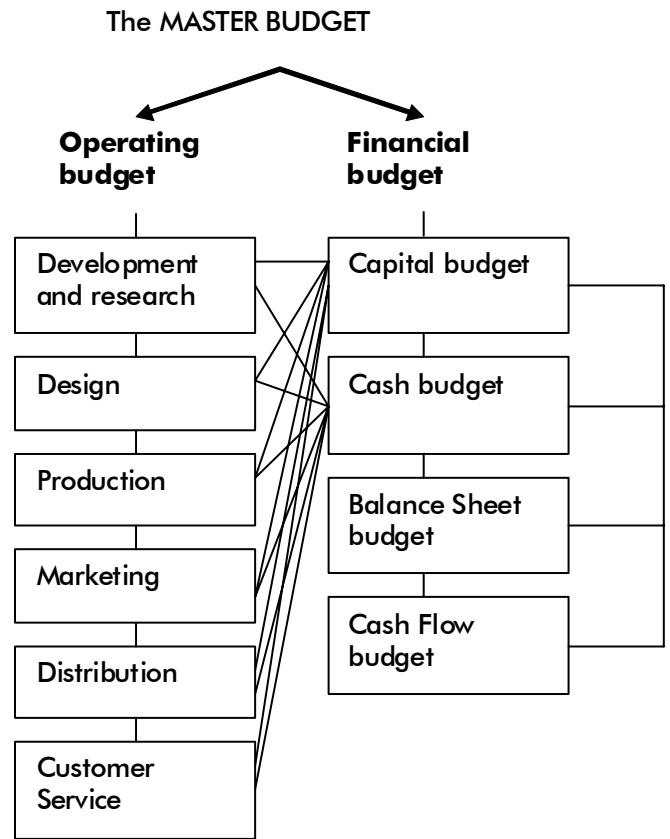 The MASTER BUDGET
Operating
budget
Financial
budget
Development
and research
Design
Production
Marketing
Distribution
Customer
Service
Capital budget
Cash budget
Balance Sheet
budget
Cash Flow
budget